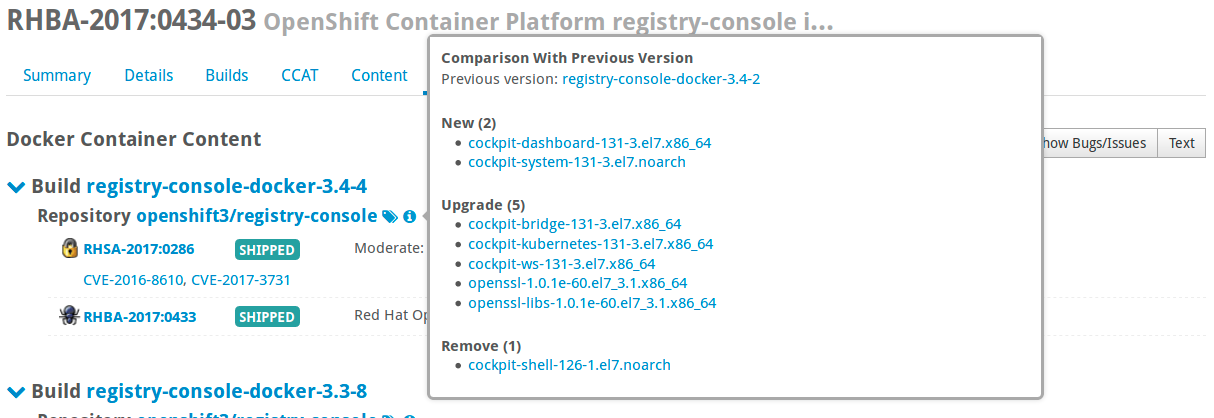 RHBA-2017:0434-03 OpenShift Container Platform registry-console i...
Summary Details Builds CCAT Content
Docker Container Content
Build registry-console-docker-3.4-4
Repository openshift3/registry-console
RHSA-2017:0286 SHIPPED Moderate:
CVE-2016-8610, CVE-2017-3731
RHBA-2017:0433 SHIPPED Red Hat Op
Build registry-console-docker-3.3-8
Repository openshift3/registry-console
Comparison With Previous Version
Previous version: registry-console-docker-3.4-2
New (2)
cockpit-dashboard-131-3.el7.x86_64
cockpit-system-131-3.el7.noarch
Upgrade (5)
cockpit-bridge-131-3.el7.x86_64
cockpit-kubernetes-131-3.el7.x86_64
cockpit-ws-131-3.el7.x86_64
openssl-1.0.1e-60.el7_3.1.x86_64
openssl-libs-1.0.1e-60.el7_3.1.x86_64
Remove (1)
cockpit-shell-126-1.el7.noarch
how Bugs/Issues Text